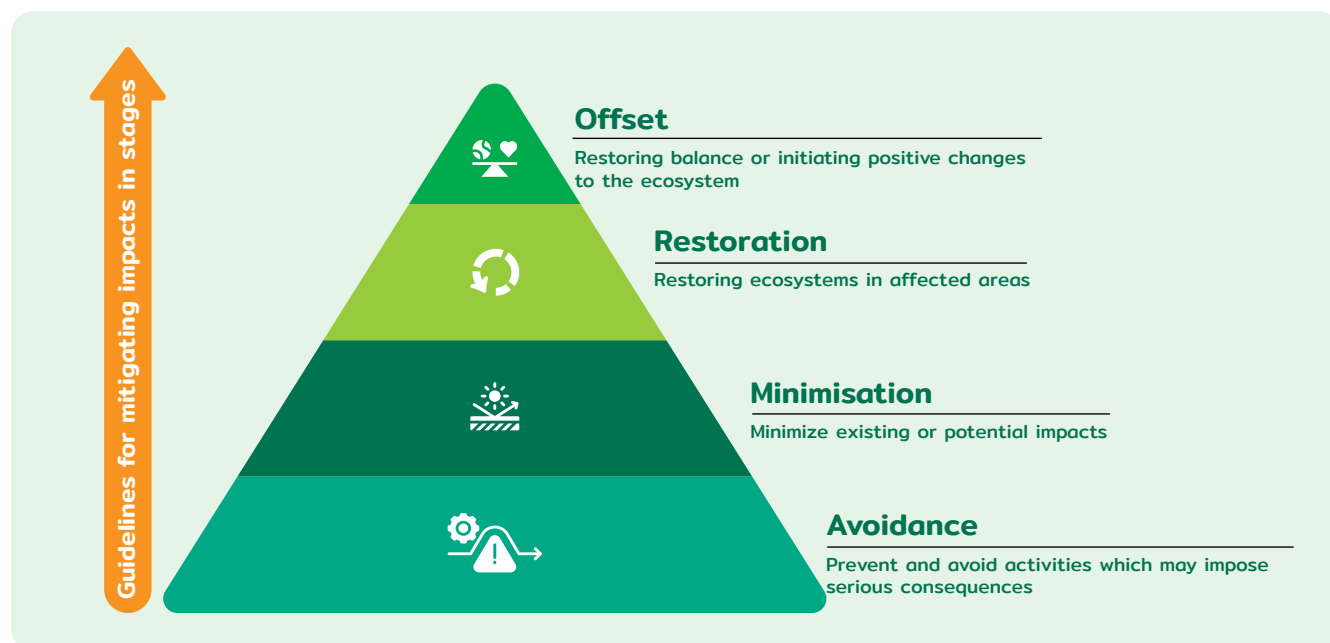 Guidelines for mitigating impacts in stages
Offset
Restoring balance or initiating positive changes
to the ecosystem
Restoration
Restoring ecosystems in affected areas
Minimisation
Minimize existing or potential impacts
Avoidance
Prevent and avoid activities which may impose
serious consequences